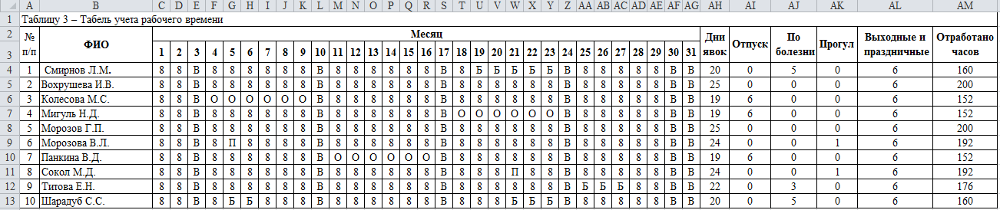 A B C D E F G H I J K L M N O P Q R S T U V W X Y Z AA AB AC AD AE AF AG AH AI AJ AK AL AM
1 Таблицу 3 – Табель учета рабочего времени
2 № п/п ФИО Месяц Дни явок Отпуск По болезни Прогул Выходные и праздничные Отработано часов
3 1 2 3 4 5 6 7 8 9 10 11 12 13 14 15 16 17 18 19 20 21 22 23 24 25 26 27 28 29 30 31
4 1 Смирнов Л.М. 8 8 В 8 8 8 8 8 8 В 8 8 8 8 8 8 В 8 Б Б Б Б Б В 8 8 8 8 8 В В 20 0 5 0 6 160
5 2 Вохрушева И.В. 8 8 В 8 8 8 8 8 8 В 8 8 8 8 8 8 В 8 8 8 8 8 8 В 8 8 8 8 8 В В 25 0 0 0 6 200
6 3 Колесова М.С. 8 8 В О О О О О О В 8 8 8 8 8 8 В 8 8 8 8 8 8 В 8 8 8 8 8 В В 19 6 0 0 6 152
7 4 Мигуль Н.Д. 8 8 В 8 8 8 8 8 8 В 8 8 8 8 8 8 В О О О О О О В 8 8 8 8 8 В В 19 6 0 0 6 152
8 5 Морозов Г.П. 8 8 В 8 8 8 8 8 8 В 8 8 8 8 8 8 В 8 8 8 8 8 8 В 8 8 8 8 8 В В 25 0 0 0 6 200
9 6 Морозова В.Л. 8 8 В 8 П 8 8 8 8 В 8 8 8 8 8 8 В 8 8 8 8 8 8 В 8 8 8 8 8 В В 24 0 0 1 6 192
10 7 Панкина В.Д. 8 8 В 8 8 8 8 8 8 В О О О О О О В 8 8 8 8 8 8 В 8 8 8 8 8 В В 19 6 0 0 6 152
11 8 Сокол М.Д. 8 8 В 8 8 8 8 8 8 В 8 8 8 8 8 8 В 8 8 8 П 8 8 В 8 8 8 8 8 В В 24 0 0 1 6 192
12 9 Титова Е.Н. 8 8 В 8 8 8 8 8 8 В 8 8 8 8 8 8 В 8 8 8 8 8 8 В Б Б Б 8 8 В В 22 0 3 0 6 176
13 10 Шарадуб С.С. 8 8 В 8 Б Б 8 8 8 В 8 8 8 8 8 8 В 8 8 8 Б Б Б В 8 8 8 8 8 В В 20 0 5 0 6 160